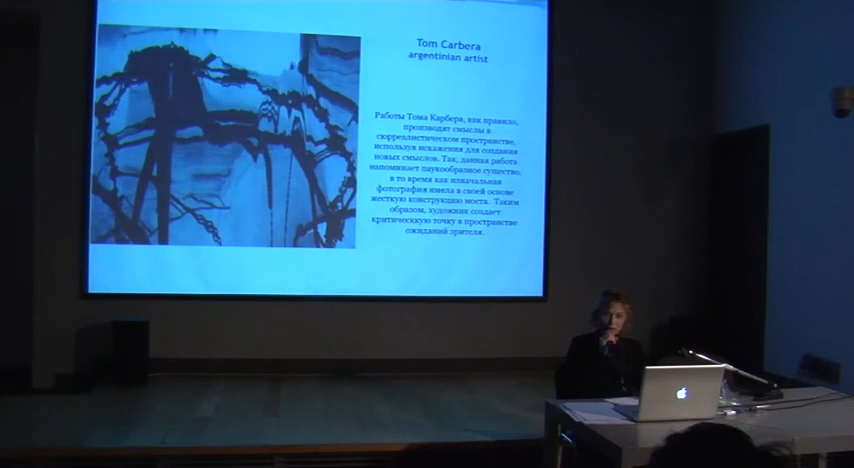 Tom Carbera
argentinian artist
Работы Тома Карбера, как правило,
производят смыслы в
сюрреалистическом пространстве,
используя искажения для создания
новых смыслов. Так, данная работа
напоминает паукообразное существо,
в то время как изначальная
фотография имела в своей основе
жесткую конструкцию моста. Таким
образом, художник создает
критическкую точку в пространстве
ожиданий зрителя.